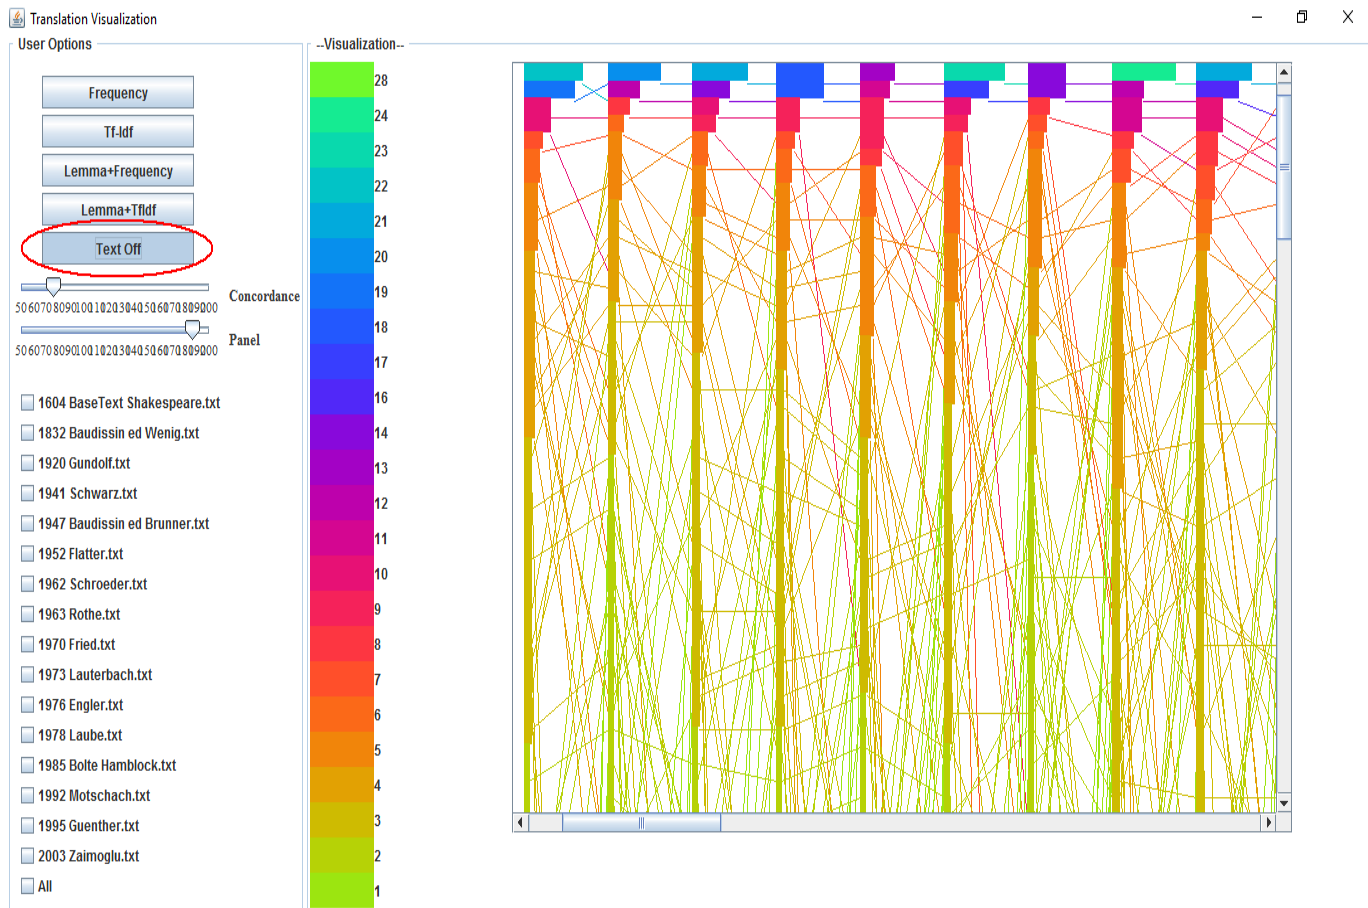 Translation Visualization
User Options
--Visualization--
Frequency
Tf-Idf
Lemma+Frequency
Lemma+TfIdf
Text Off
Concordance
5060708090100110120130140150160170180190200
Panel
5060708090100110120130140150160170180190200
1604 BaseText Shakespeare.txt
1832 Baudissin ed Wenig.txt
1920 Gundolf.txt
1941 Schwarz.txt
1947 Baudissin ed Brunner.txt
1952 Flatter.txt
1962 Schroeder.txt
1963 Rothe.txt
1970 Fried.txt
1973 Lauterbach.txt
1976 Engler.txt
1978 Laube.txt
1985 Bolte Hamblock.txt
1992 Motschach.txt
1995 Guenther.txt
2003 Zaimoglu.txt
All
28
24
23
22
21
20
19
18
17
16
14
13
12
11
10
9
8
7
6
5
4
3
2
1